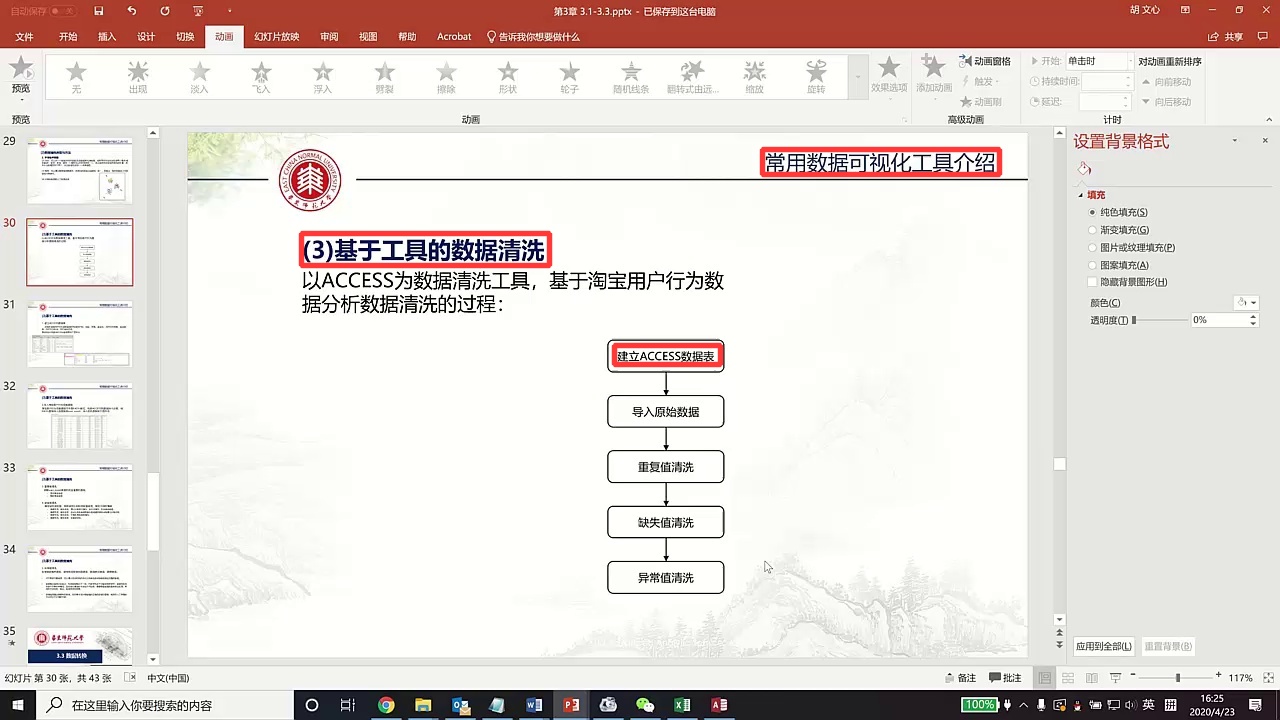 自动保存
第3章 3.1-3.3.pptx - 已保存到这台电脑
胡 文心
文件 开始 插入 设计 切换 动画 幻灯片放映 审阅 视图 帮助 Acrobat 告诉我你想要做什么 共享
预览
无 出现 淡入 飞入 浮入 劈裂 擦除 形状 轮子 随机线条 翻转式由远... 缩放 旋转
效果选项 添加动画
动画窗格
触发
动画刷
开始: 单击时
持续时间:
延迟:
对动画重新排序
向前移动
向后移动
预览 动画 高级动画 计时
29
30
31
32
33
34
35
3.3 数据转换
常用数据可视化工具介绍
(3)基于工具的数据清洗
以ACCESS为数据清洗工具，基于淘宝用户行为数
据分析数据清洗的过程：
建立ACCESS数据表
导入原始数据
重复值清洗
缺失值清洗
异常值清洗
设置背景格式
填充
纯色填充(S)
渐变填充(G)
图片或纹理填充(P)
图案填充(A)
隐藏背景图形(H)
颜色(C)
透明度(T) 0%
应用到全部(L) 重置背景(B)
幻灯片 第 30 张，共 43 张 中文(中国) 备注 批注 117%
在这里输入你要搜索的内容
100% 英
16:25
2020/4/23